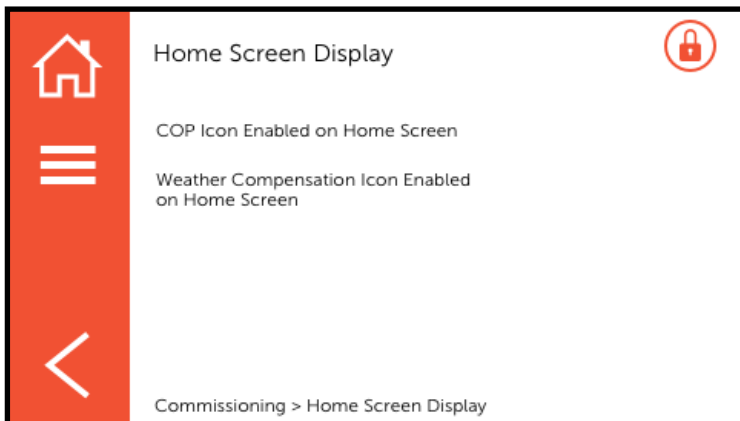 Home Screen Display
COP Icon Enabled on Home Screen
Weather Compensation Icon Enabled
on Home Screen
Commissioning > Home Screen Display